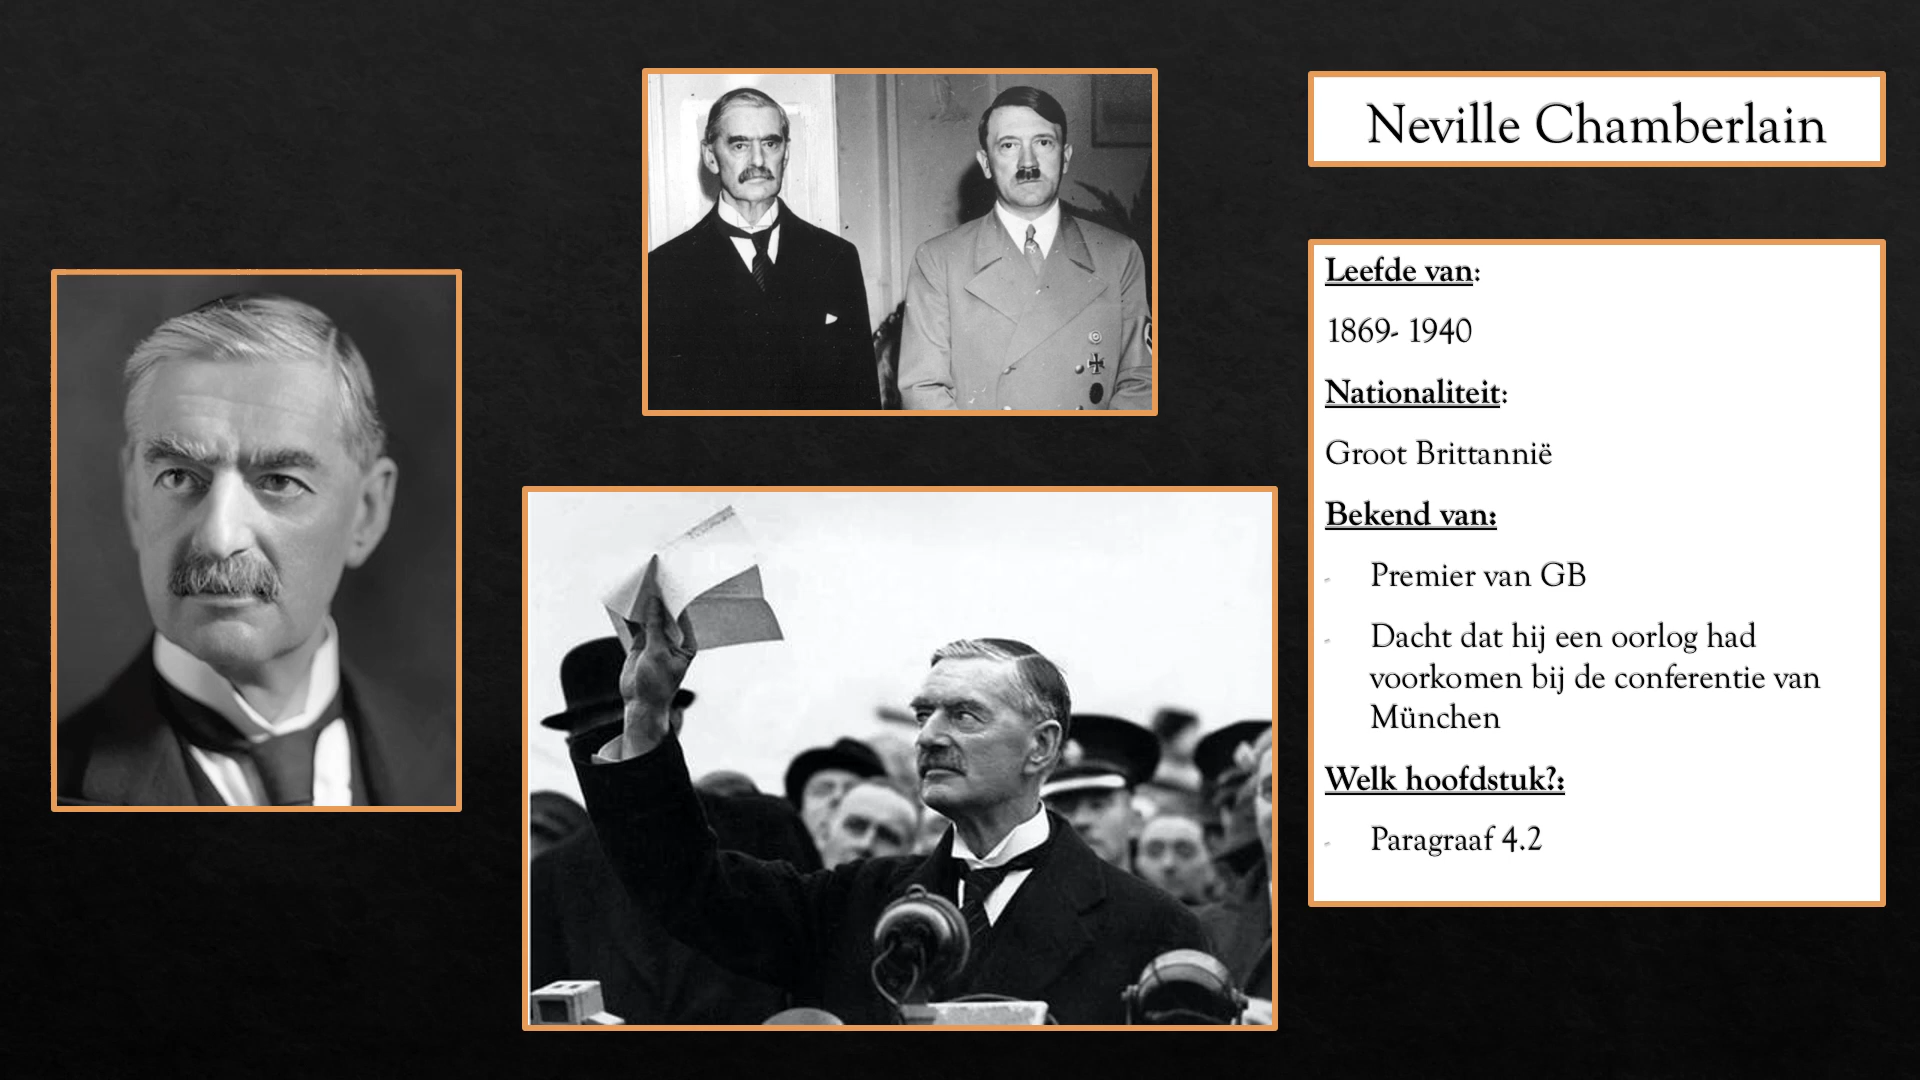 Neville Chamberlain
Leefde van:
1869- 1940
Nationaliteit:
Groot Brittannië
Bekend van:
- Premier van GB
- Dacht dat hij een oorlog had
voorkomen bij de conferentie van
München
Welk hoofdstuk?:
- Paragraaf 4.2